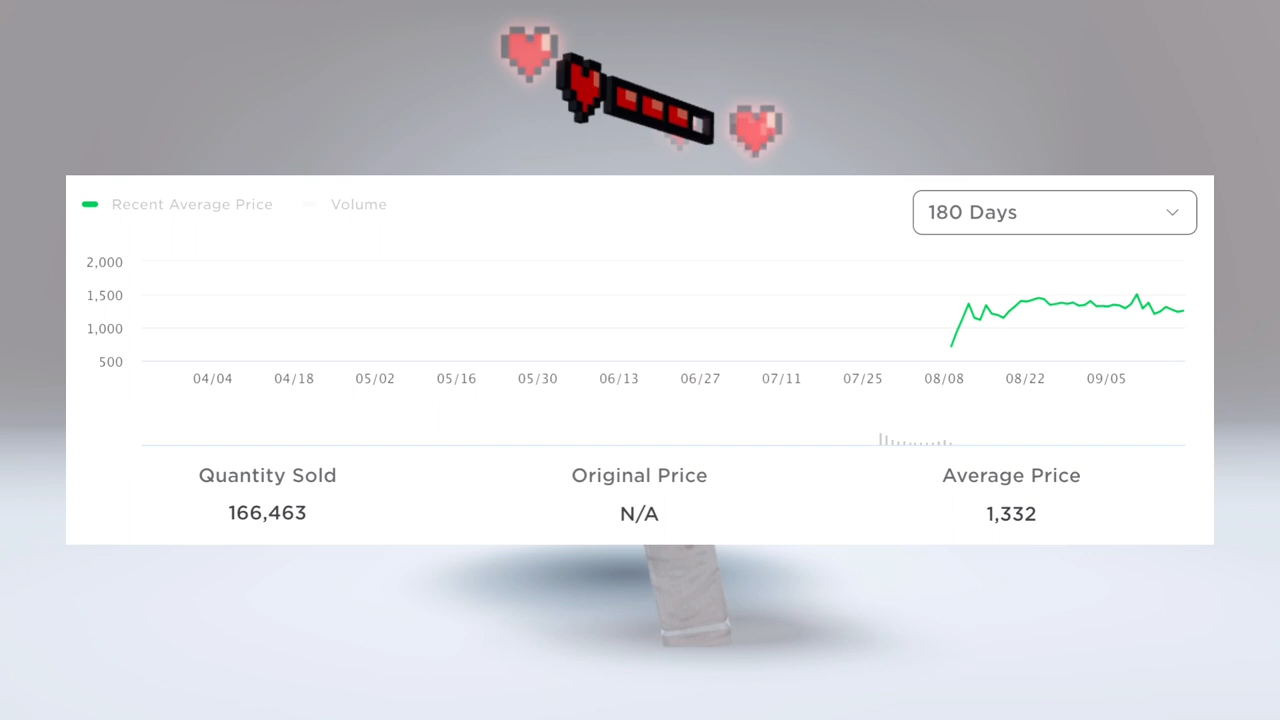 Recent Average Price Volume
180 Days
2,000
1,500
1,000
500
04/04 04/18 05/02 05/16 05/30 06/13 06/27 07/11 07/25 08/08 08/22 09/05
Quantity Sold Original Price Average Price
166,463 N/A 1,332